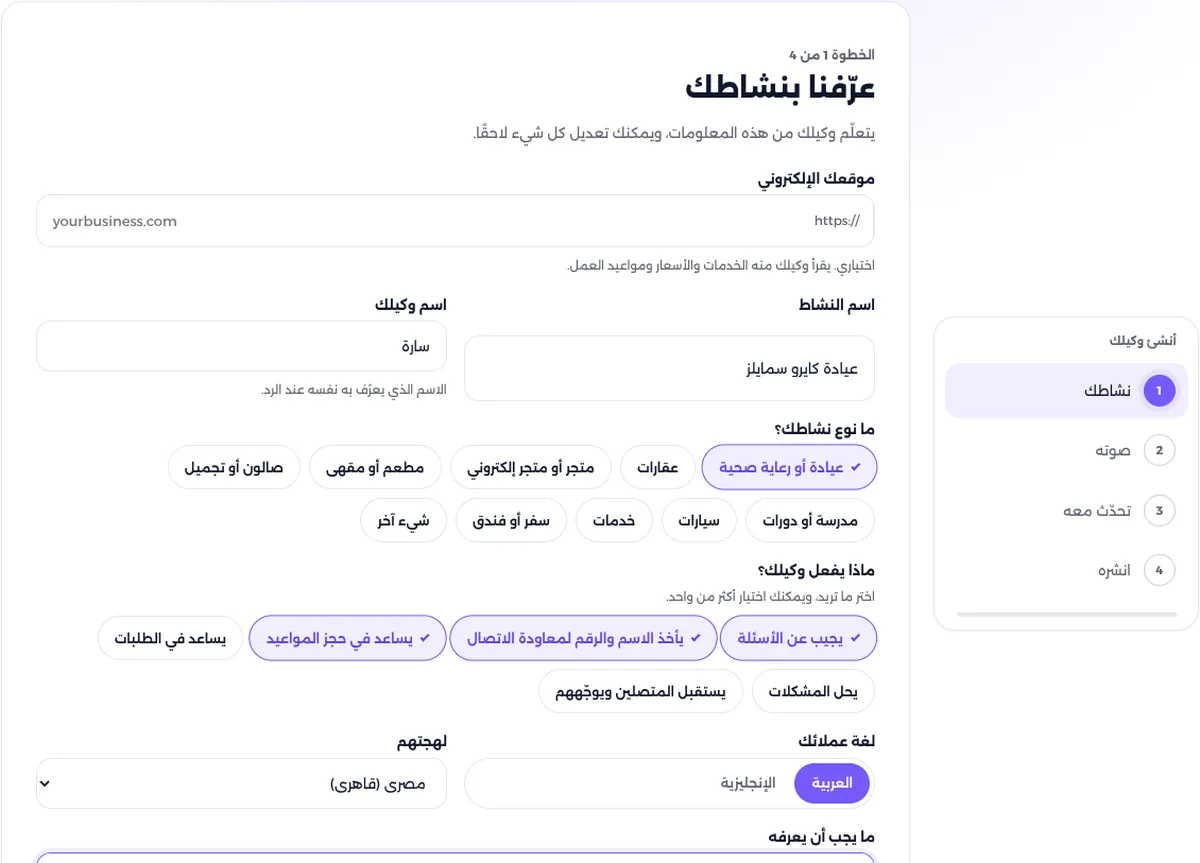 الخطوة 1 من 4
عرّفنا بنشاطك
يتعلّم وكيلك من هذه المعلومات، ويمكنك تعديل كل شيء لاحقًا.
موقعك الإلكتروني
https:// yourbusiness.com
اختياري. يقرأ وكيلك منه الخدمات والأسعار ومواعيد العمل.
اسم النشاط
عيادة كايرو سمايلز
اسم وكيلك
سارة
الاسم الذي يعرّف به نفسه عند الرد.
ما نوع نشاطك؟
✓ عيادة أو رعاية صحية عقارات متجر أو متجر إلكتروني مطعم أو مقهى صالون أو تجميل
مدرسة أو دورات سيارات خدمات سفر أو فندق شيء آخر
ماذا يفعل وكيلك؟
اختر ما تريد، ويمكنك اختيار أكثر من واحد.
✓ يجيب عن الأسئلة ✓ يأخذ الاسم والرقم لمعاودة الاتصال ✓ يساعد في حجز المواعيد يساعد في الطلبات
يحل المشكلات يستقبل المتصلين ويوجّههم
لغة عملائك
العربية الإنجليزية
لهجتهم
مصري (قاهري)
ما يجب أن يعرفه
أنشئ وكيلك
1 نشاطك
2 صوته
3 تحدّث معه
4 انشره